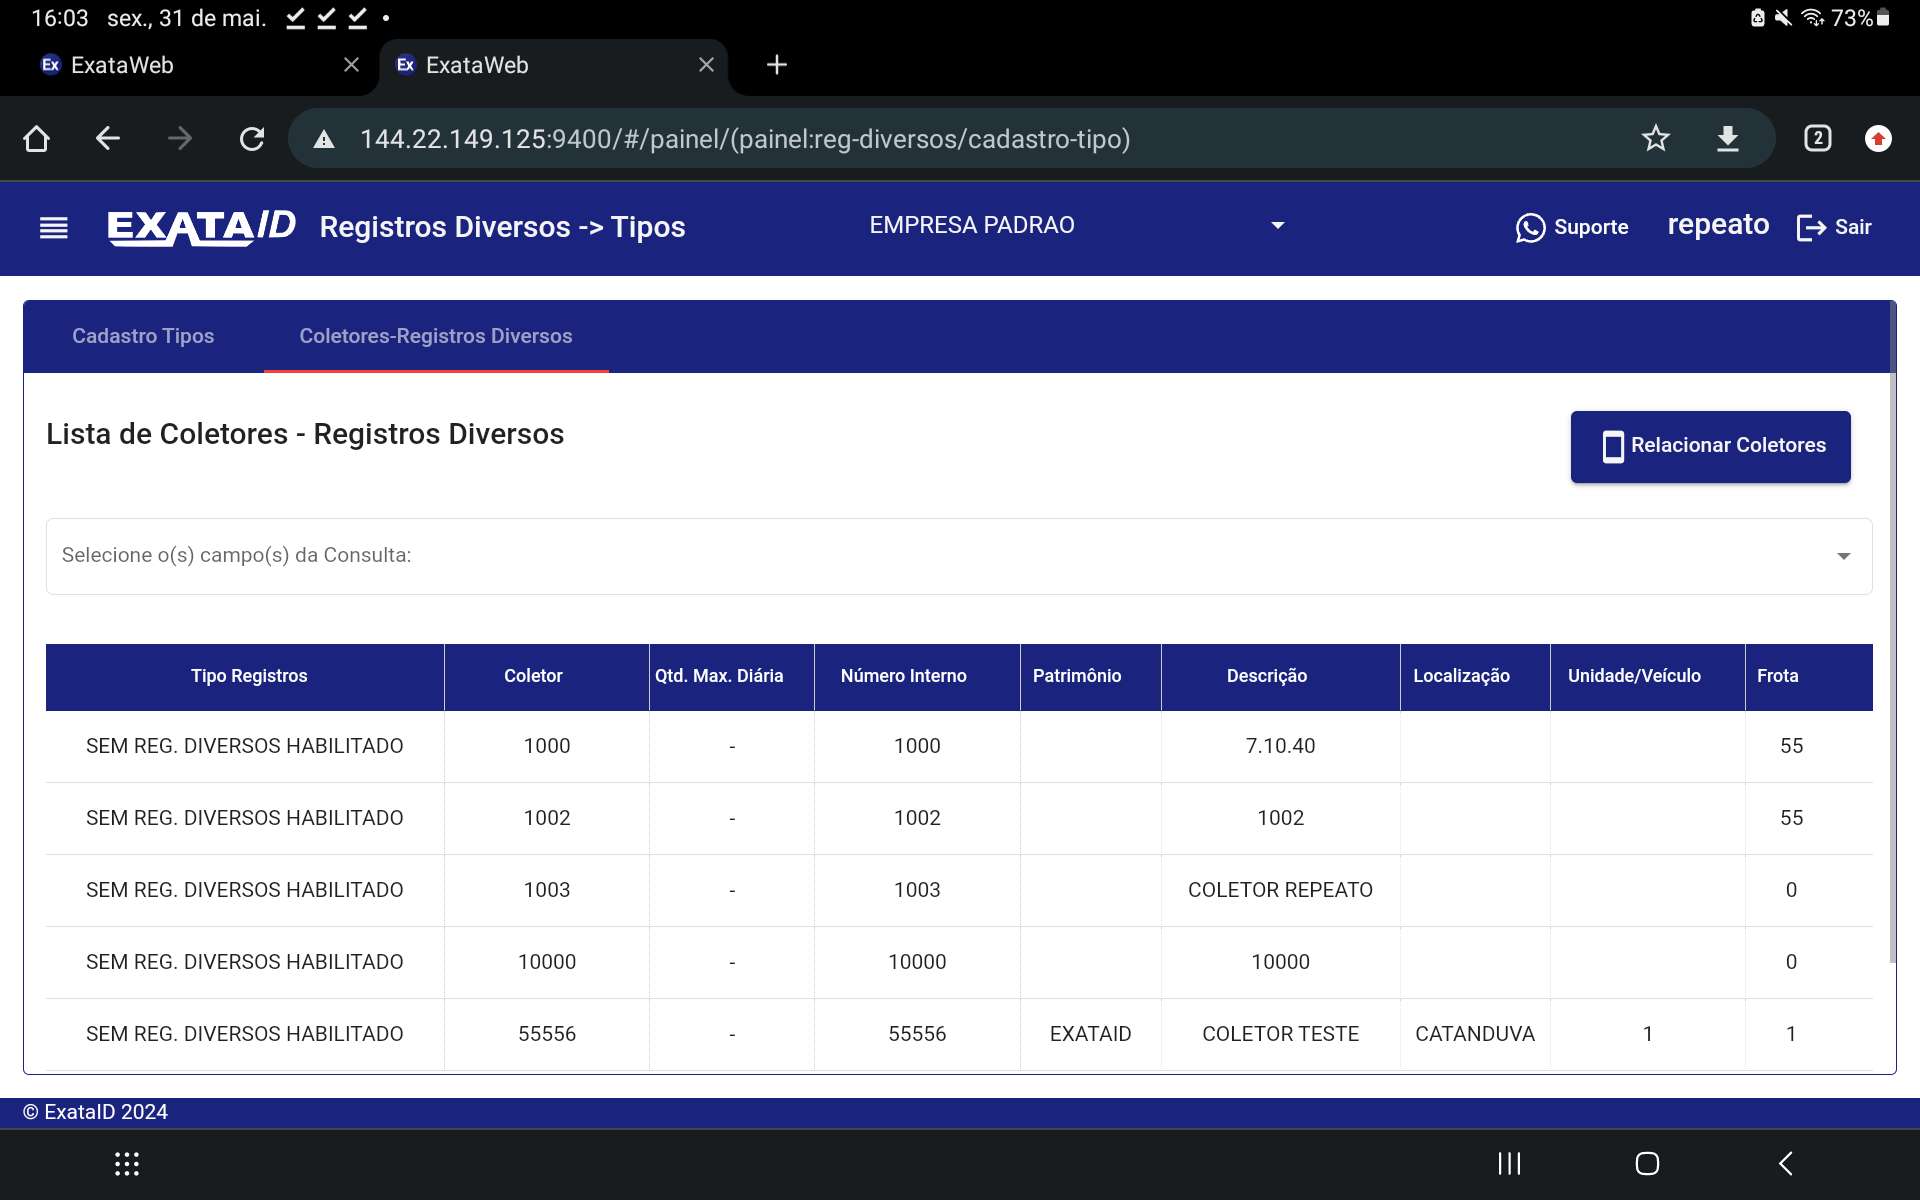 16:03 sex., 31 de mai.
73%
Ex ExataWeb
Ex ExataWeb
144.22.149.125:9400/#/painel/(painel:reg-diversos/cadastro-tipo)
2
EXATAID Registros Diversos -> Tipos EMPRESA PADRAO Suporte repeato Sair
Cadastro Tipos Coletores-Registros Diversos
Lista de Coletores - Registros Diversos
Relacionar Coletores
Selecione o(s) campo(s) da Consulta:
Tipo Registros Coletor Qtd. Max. Diária Número Interno Patrimônio Descrição Localização Unidade/Veículo Frota
SEM REG. DIVERSOS HABILITADO 1000 - 1000 7.10.40 55
SEM REG. DIVERSOS HABILITADO 1002 - 1002 1002 55
SEM REG. DIVERSOS HABILITADO 1003 - 1003 COLETOR REPEATO 0
SEM REG. DIVERSOS HABILITADO 10000 - 10000 10000 0
SEM REG. DIVERSOS HABILITADO 55556 - 55556 EXATAID COLETOR TESTE CATANDUVA 1 1
© ExataID 2024